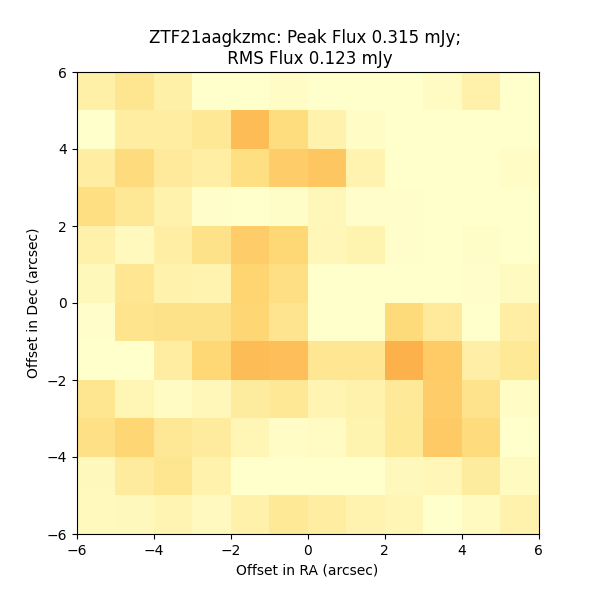 ZTF21aagkzmc: Peak Flux 0.315 mJy;
RMS Flux 0.123 mJy
6
4
2
0
−2
−4
−6
Offset in Dec (arcsec)
−6 −4 −2 0 2 4 6
Offset in RA (arcsec)